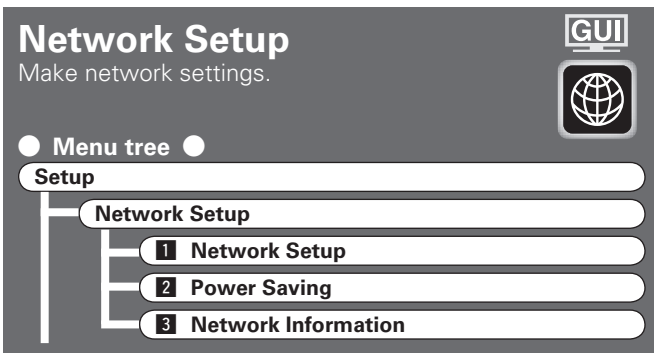 Network Setup
GUI
Make network settings.
● Menu tree ●
Setup
Network Setup
1 Network Setup
2 Power Saving
3 Network Information